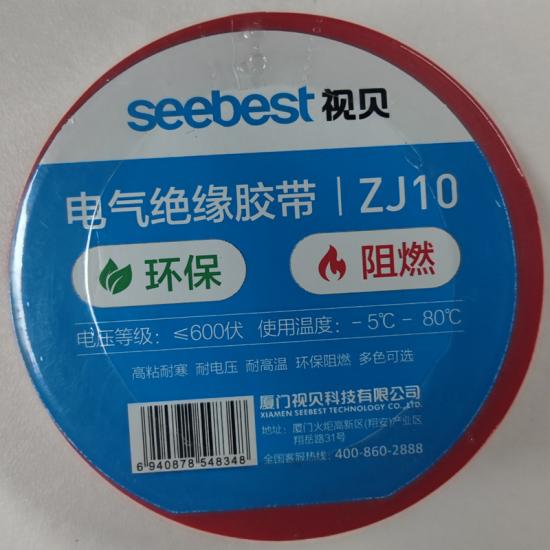 seebest 视贝
电气绝缘胶带 | ZJ10
环保 阻燃
电压等级：≤600伏 使用温度：-5℃ - 80℃
高粘耐寒 耐电压 耐高温 环保阻燃 多色可选
厦门视贝科技有限公司
XIAMEN SEEBEST TECHNOLOGY CO.,LTD.
地址：厦门火炬高新区(翔安)产业区
翔岳路31号
全国客服热线：400-860-2888
6 940878 548348